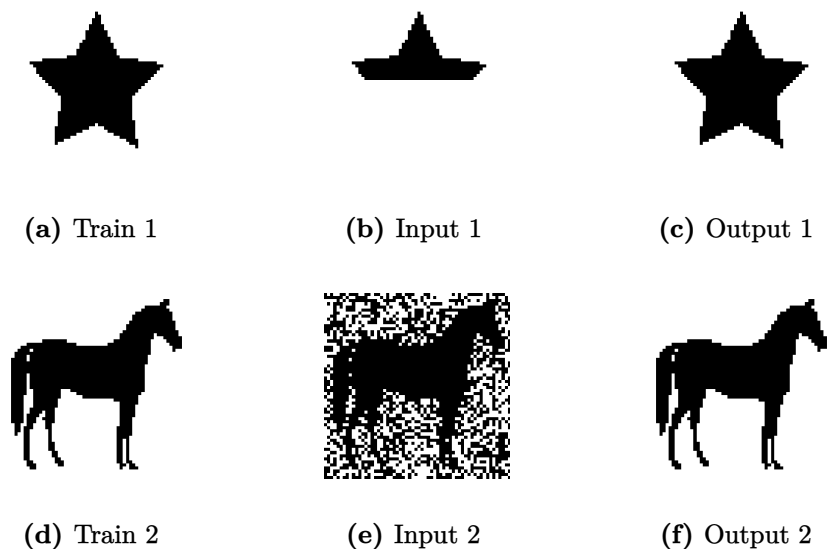 (a) Train 1
(b) Input 1
(c) Output 1
(d) Train 2
(e) Input 2
(f) Output 2